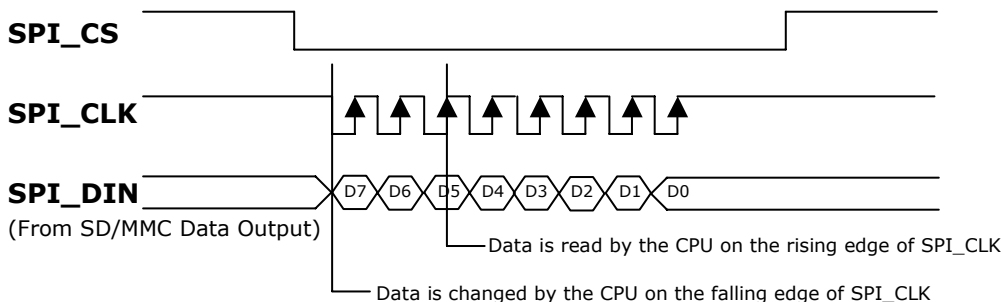 SPI_CS
SPI_CLK
SPI_DIN
D7 D6 D5 D4 D3 D2 D1 D0
(From SD/MMC Data Output)
Data is read by the CPU on the rising edge of SPI_CLK
Data is changed by the CPU on the falling edge of SPI_CLK